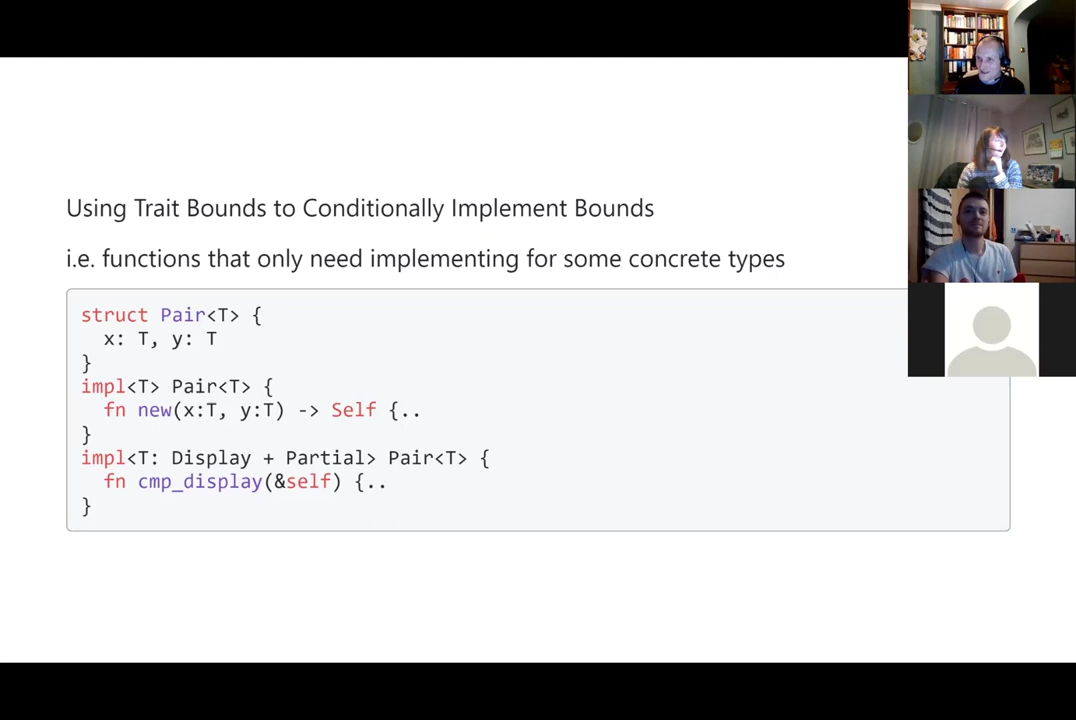 Using Trait Bounds to Conditionally Implement Bounds
i.e. functions that only need implementing for some concrete types
struct Pair<T> {
  x: T, y: T
}
impl<T> Pair<T> {
  fn new(x:T, y:T) -> Self {..
}
impl<T: Display + Partial> Pair<T> {
  fn cmp_display(&self) {..
}